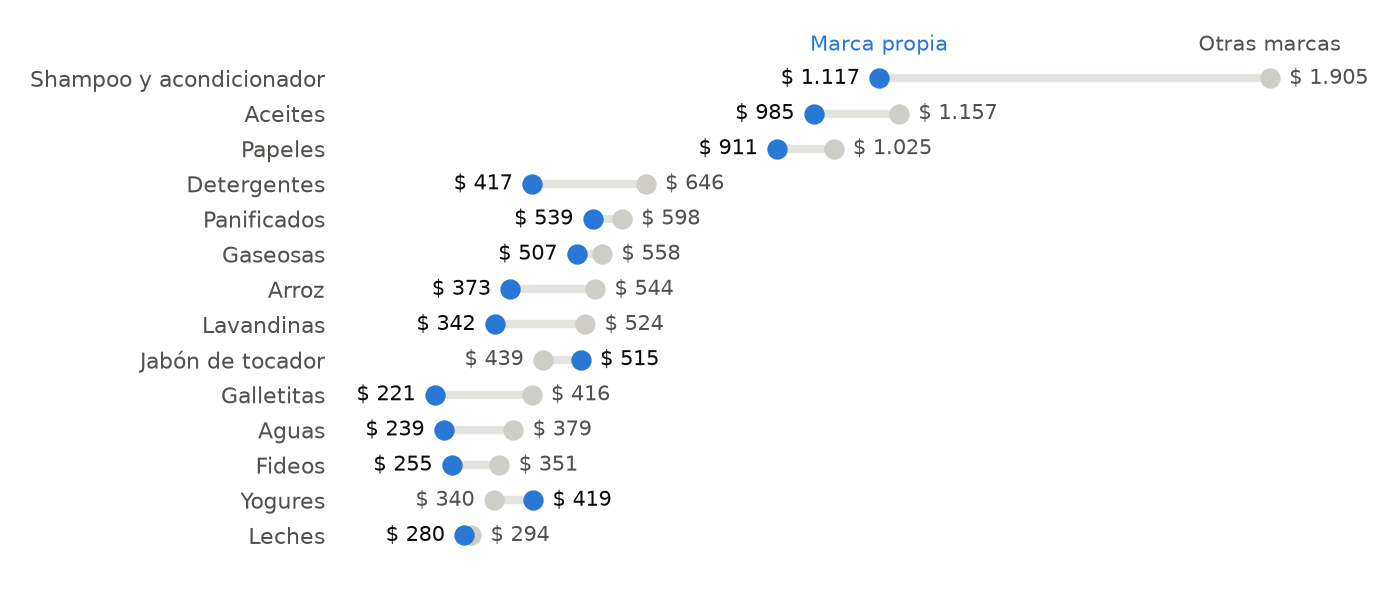 Marca propia Otras marcas
Shampoo y acondicionador $ 1.117 $ 1.905
Aceites $ 985 $ 1.157
Papeles $ 911 $ 1.025
Detergentes $ 417 $ 646
Panificados $ 539 $ 598
Gaseosas $ 507 $ 558
Arroz $ 373 $ 544
Lavandinas $ 342 $ 524
Jabón de tocador $ 439 $ 515
Galletitas $ 221 $ 416
Aguas $ 239 $ 379
Fideos $ 255 $ 351
Yogures $ 340 $ 419
Leches $ 280 $ 294